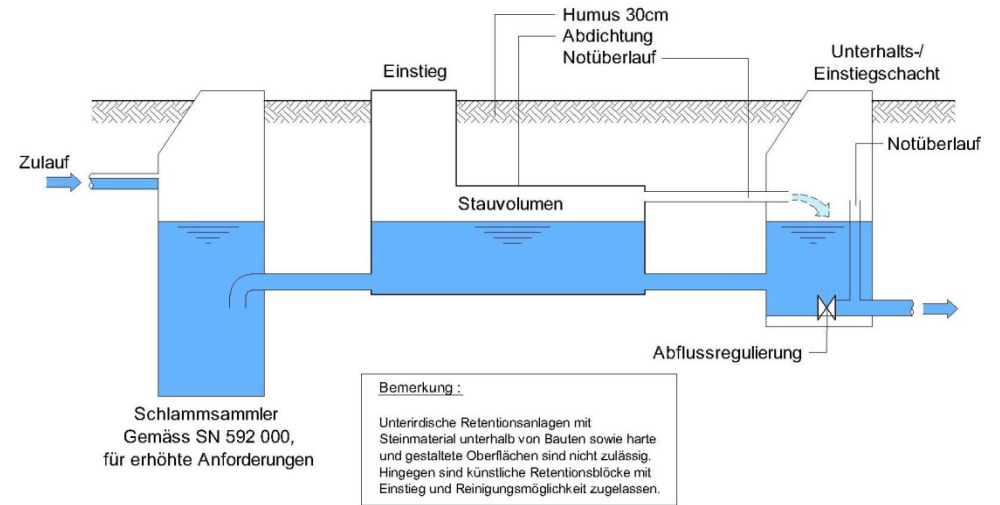 Humus 30cm
Abdichtung
Notüberlauf
Einstieg
Unterhalts-/
Einstiegschacht
Zulauf
Notüberlauf
Stauvolumen
Abflussregulierung
Schlammsammler
Gemäss SN 592 000,
für erhöhte Anforderungen
Bemerkung :
Unterirdische Retentionsanlagen mit
Steinmaterial unterhalb von Bauten sowie harte
und gestaltete Oberflächen sind nicht zulässig.
Hingegen sind künstliche Retentionsblöcke mit
Einstieg und Reinigungsmöglichkeit zugelassen.